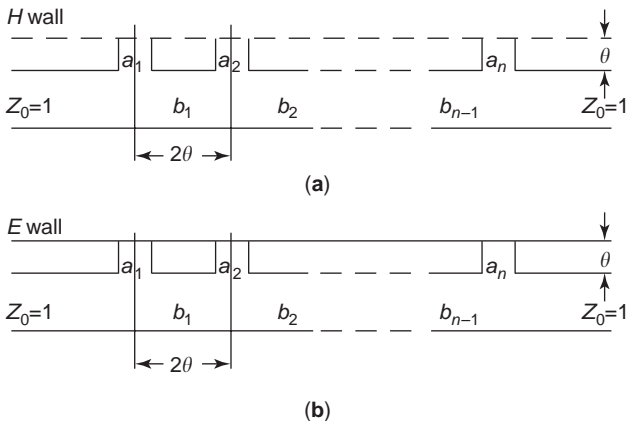 H wall
a₁ a₂ aₙ θ
Z₀=1 b₁ b₂ bₙ₋₁ Z₀=1
2θ
(a)
E wall
a₁ a₂ aₙ θ
Z₀=1 b₁ b₂ bₙ₋₁ Z₀=1
2θ
(b)